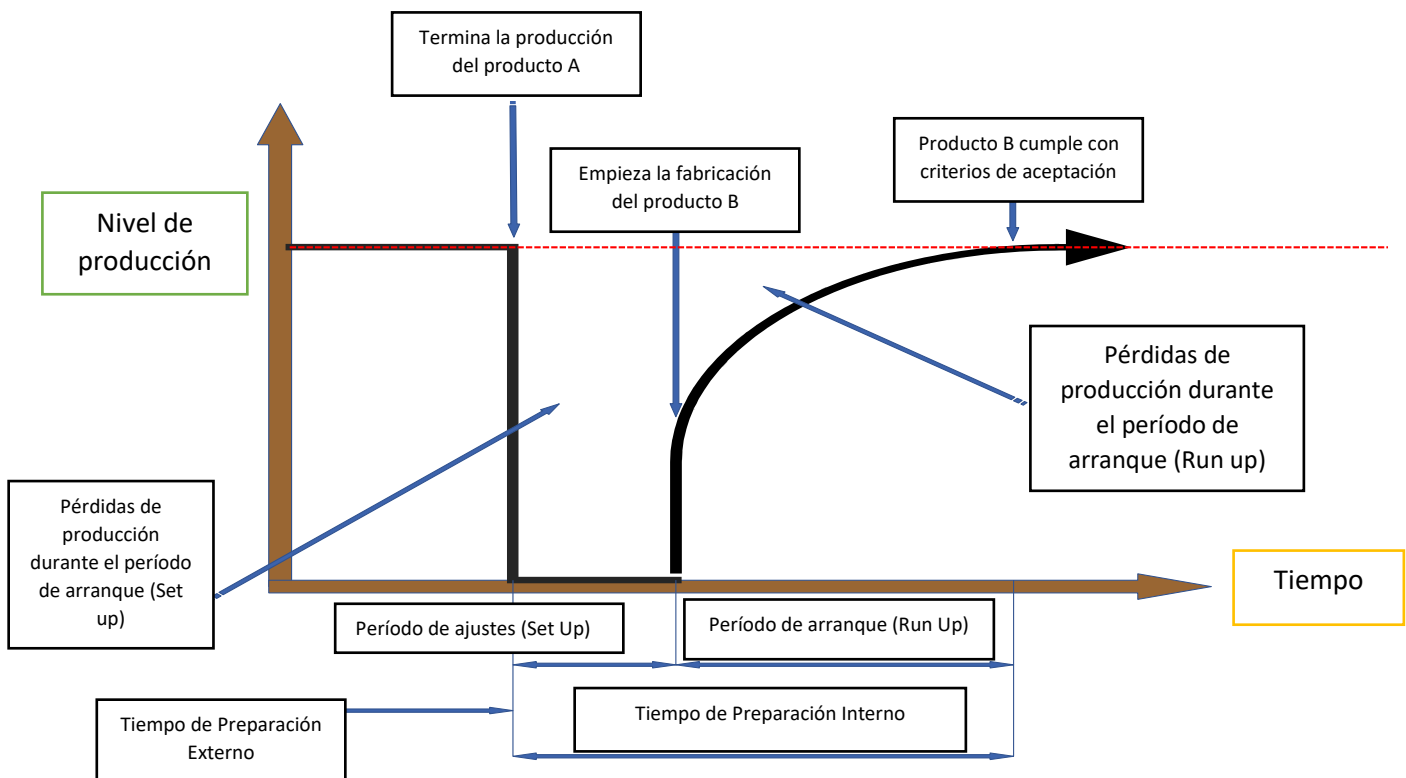 Termina la producción
del producto A
Producto B cumple con
criterios de aceptación
Empieza la fabricación
del producto B
Nivel de
producción
Pérdidas de
producción durante
el período de
arranque (Run up)
Pérdidas de
producción
durante el período
de arranque (Set
up)
Tiempo
Período de ajustes (Set Up)
Período de arranque (Run Up)
Tiempo de Preparación
Externo
Tiempo de Preparación Interno